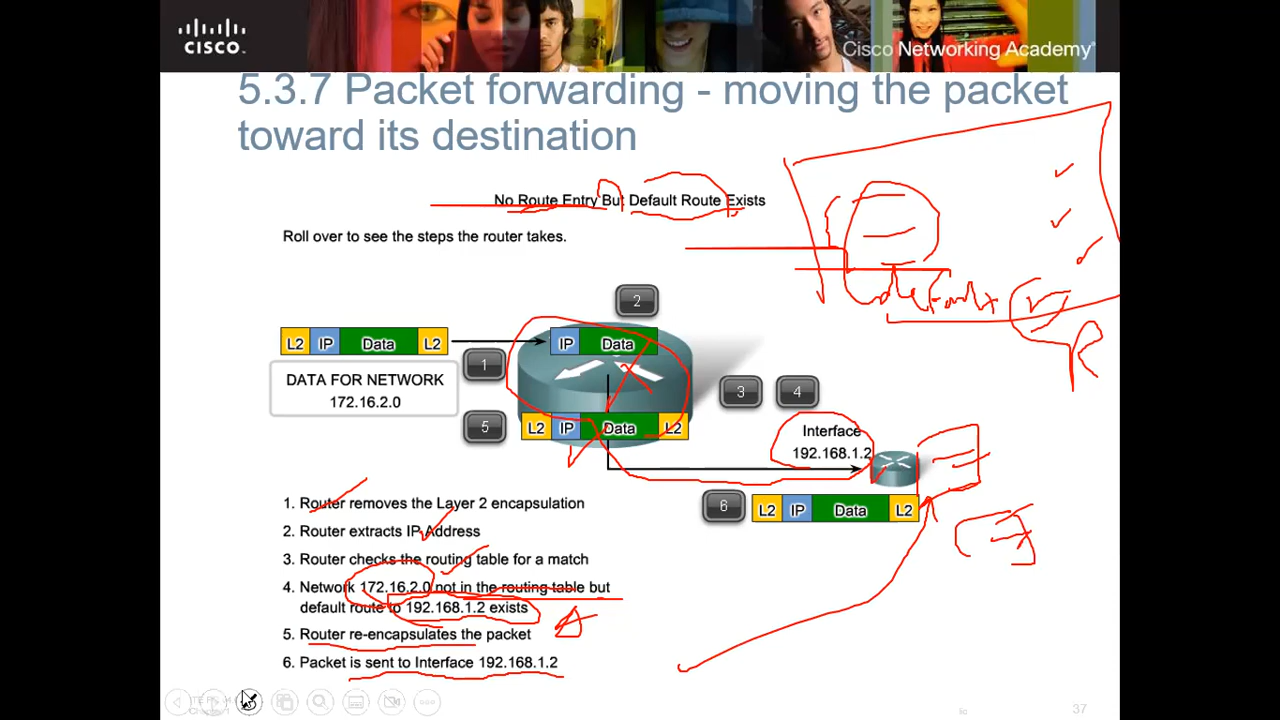 CISCO
Cisco Networking Academy
5.3.7 Packet forwarding - moving the packet
toward its destination
No Route Entry But Default Route Exists
Roll over to see the steps the router takes.
2
L2 IP Data L2
IP Data
1
DATA FOR NETWORK
172.16.2.0
3 4
5
L2 IP Data L2
Interface
192.168.1.2
6
L2 IP Data L2
1. Router removes the Layer 2 encapsulation
2. Router extracts IP Address
3. Router checks the routing table for a match
4. Network 172.16.2.0 not in the routing table but
default route to 192.168.1.2 exists
5. Router re-encapsulates the packet
6. Packet is sent to Interface 192.168.1.2
Chapter 1
37
R